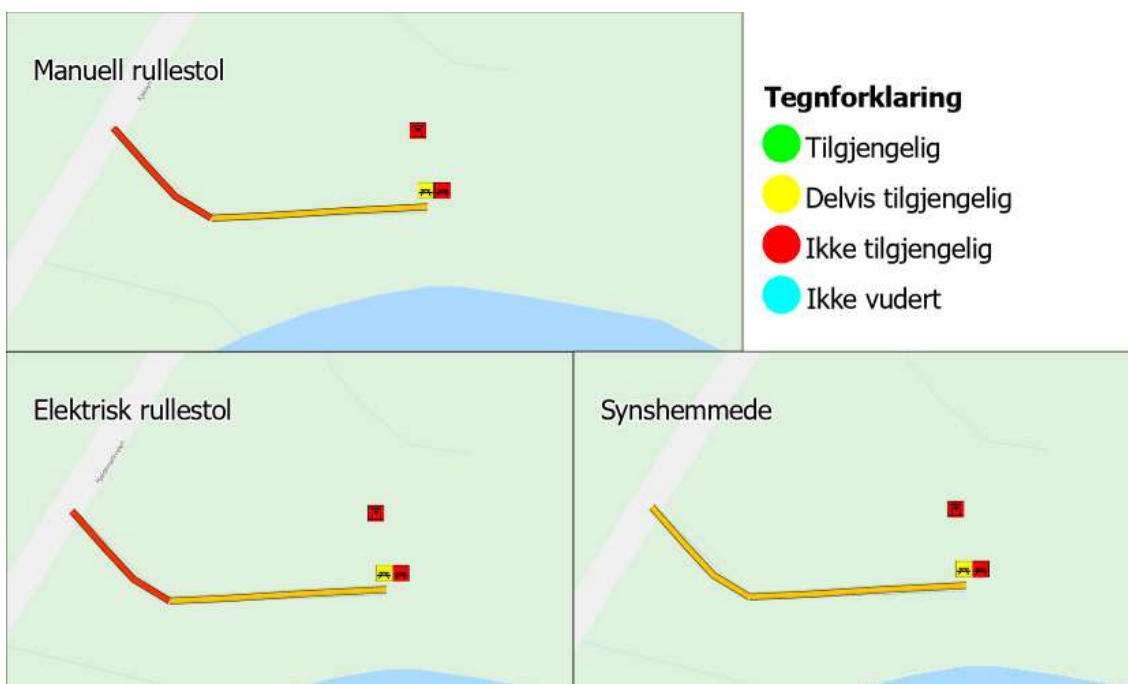 Manuell rullestol
Tegnforklaring
Tilgjengelig
Delvis tilgjengelig
Ikke tilgjengelig
Ikke vudert
Elektrisk rullestol
Synshemmede